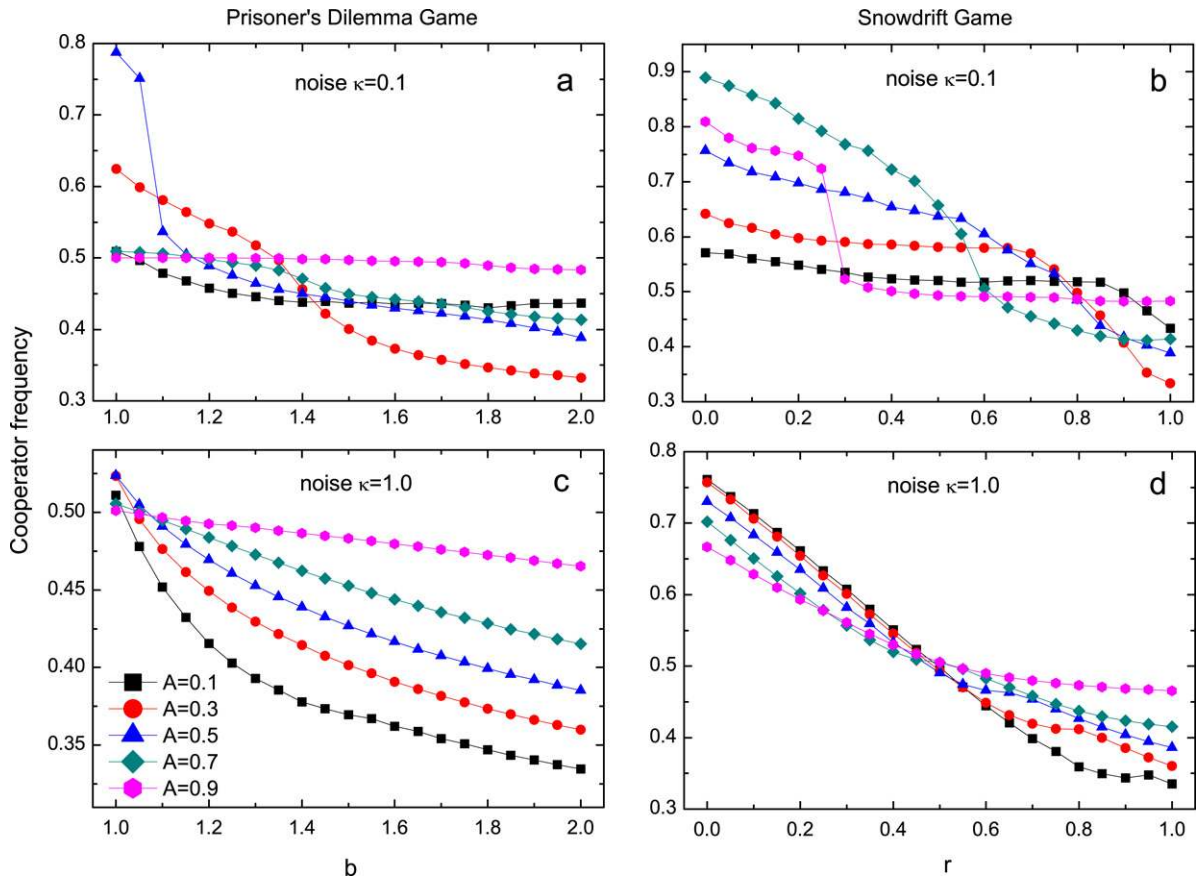 Prisoner's Dilemma Game
Snowdrift Game
Cooperator frequency
0.8
0.7
0.6
0.5
0.4
0.3
noise κ=0.1
a
1.0 1.2 1.4 1.6 1.8 2.0
0.9
0.8
0.7
0.6
0.5
0.4
0.3
noise κ=0.1
b
0.0 0.2 0.4 0.6 0.8 1.0
0.50
0.45
0.40
0.35
noise κ=1.0
c
A=0.1
A=0.3
A=0.5
A=0.7
A=0.9
1.0 1.2 1.4 1.6 1.8 2.0
b
0.8
0.7
0.6
0.5
0.4
0.3
noise κ=1.0
d
0.0 0.2 0.4 0.6 0.8 1.0
r